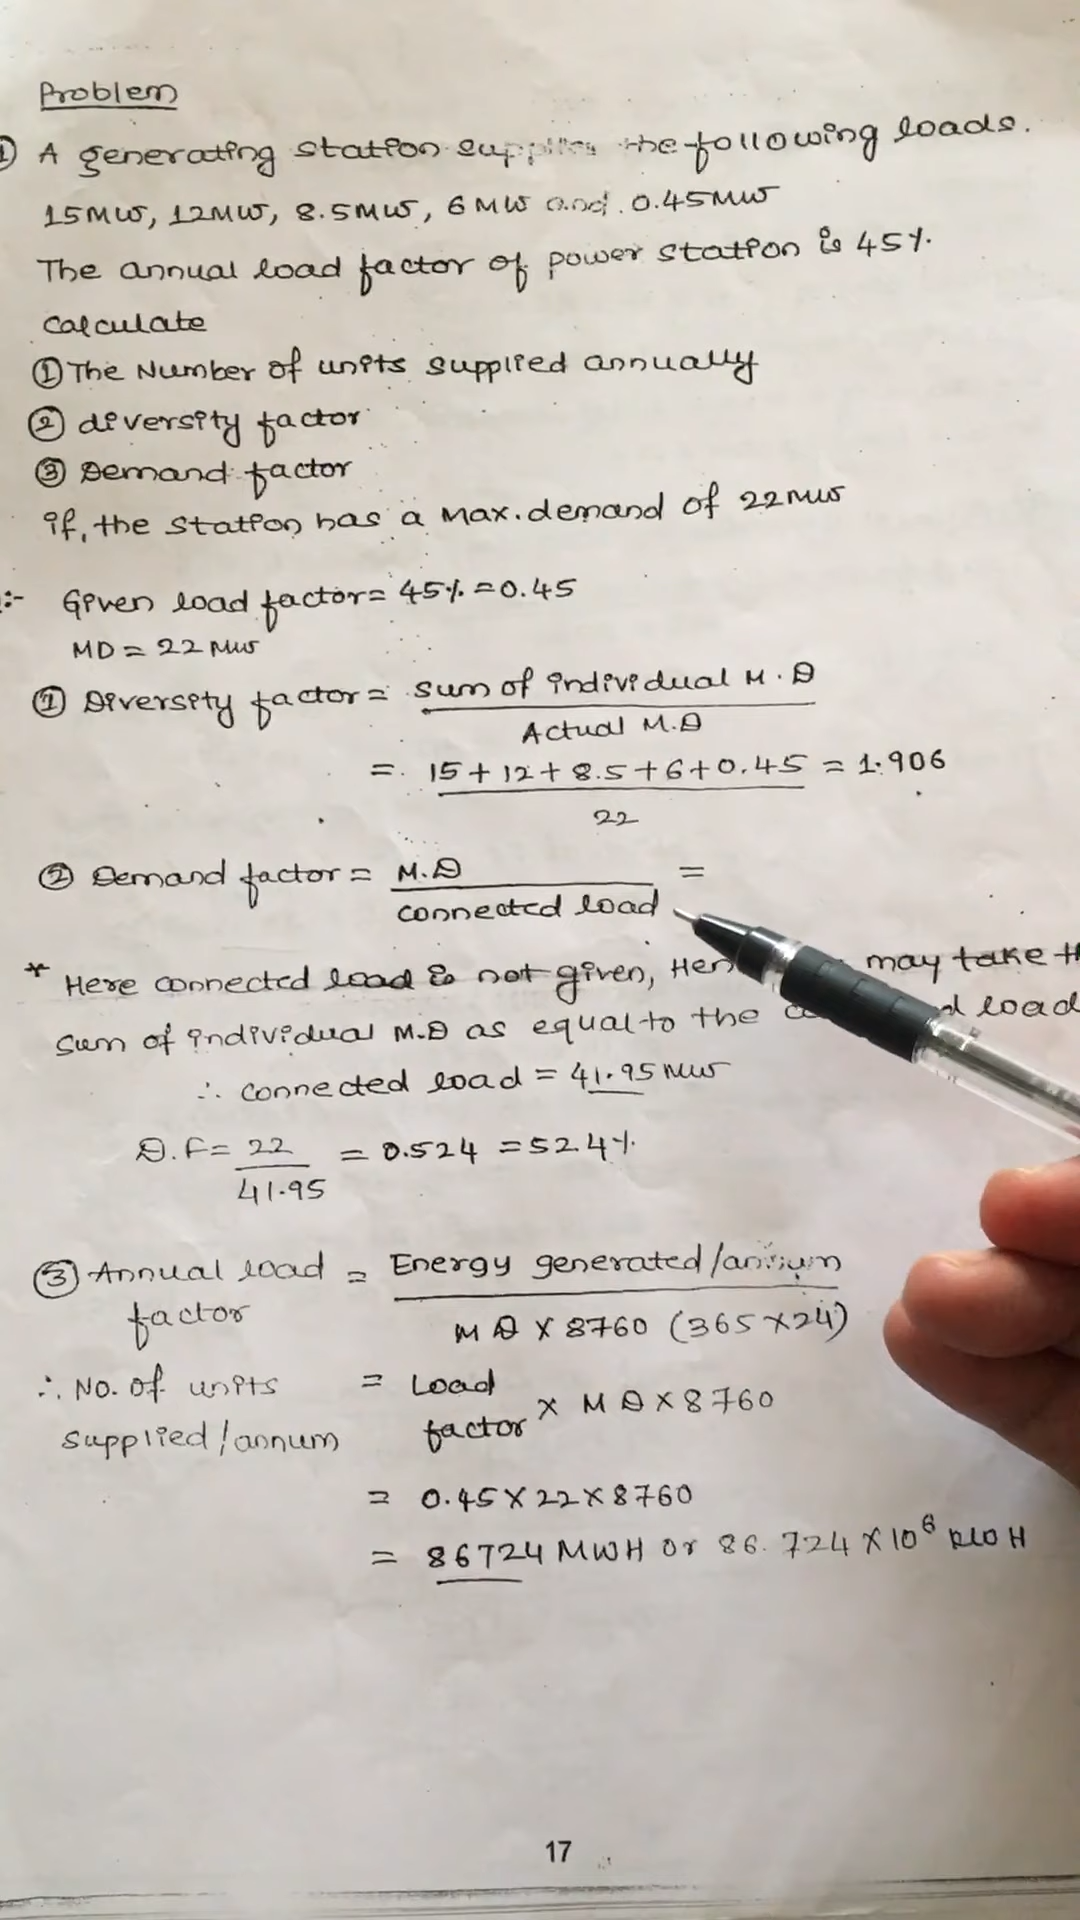 Problem
① A generating station supplies the following loads.
15MW, 12MW, 8.5MW, 6MW and 0.45MW
The annual load factor of power station is 45%.
calculate
① The Number of units supplied annually
② diversity factor
③ Demand factor
if, the station has a Max. demand of 22MW
:- Given load factor = 45% = 0.45
MD = 22 MW
① Diversity factor = sum of individual M.D
Actual M.D
= 15 + 12 + 8.5 + 6 + 0.45 = 1.906
22
② Demand factor = M.D =
connected load
* Here connected load is not given, may take
sum of individual M.D as equal to the load
∴ connected load = 41.95 MW
D.F = 22 = 0.524 = 52.4%
41.95
③ Annual load = Energy generated/annum
factor
MD X 8760 (365 X 24)
∴ No. of units = Load X MD X 8760
supplied/annum factor
= 0.45 X 22 X 8760
= 86724 MWH or 86.724 X 10⁶ KWH
17